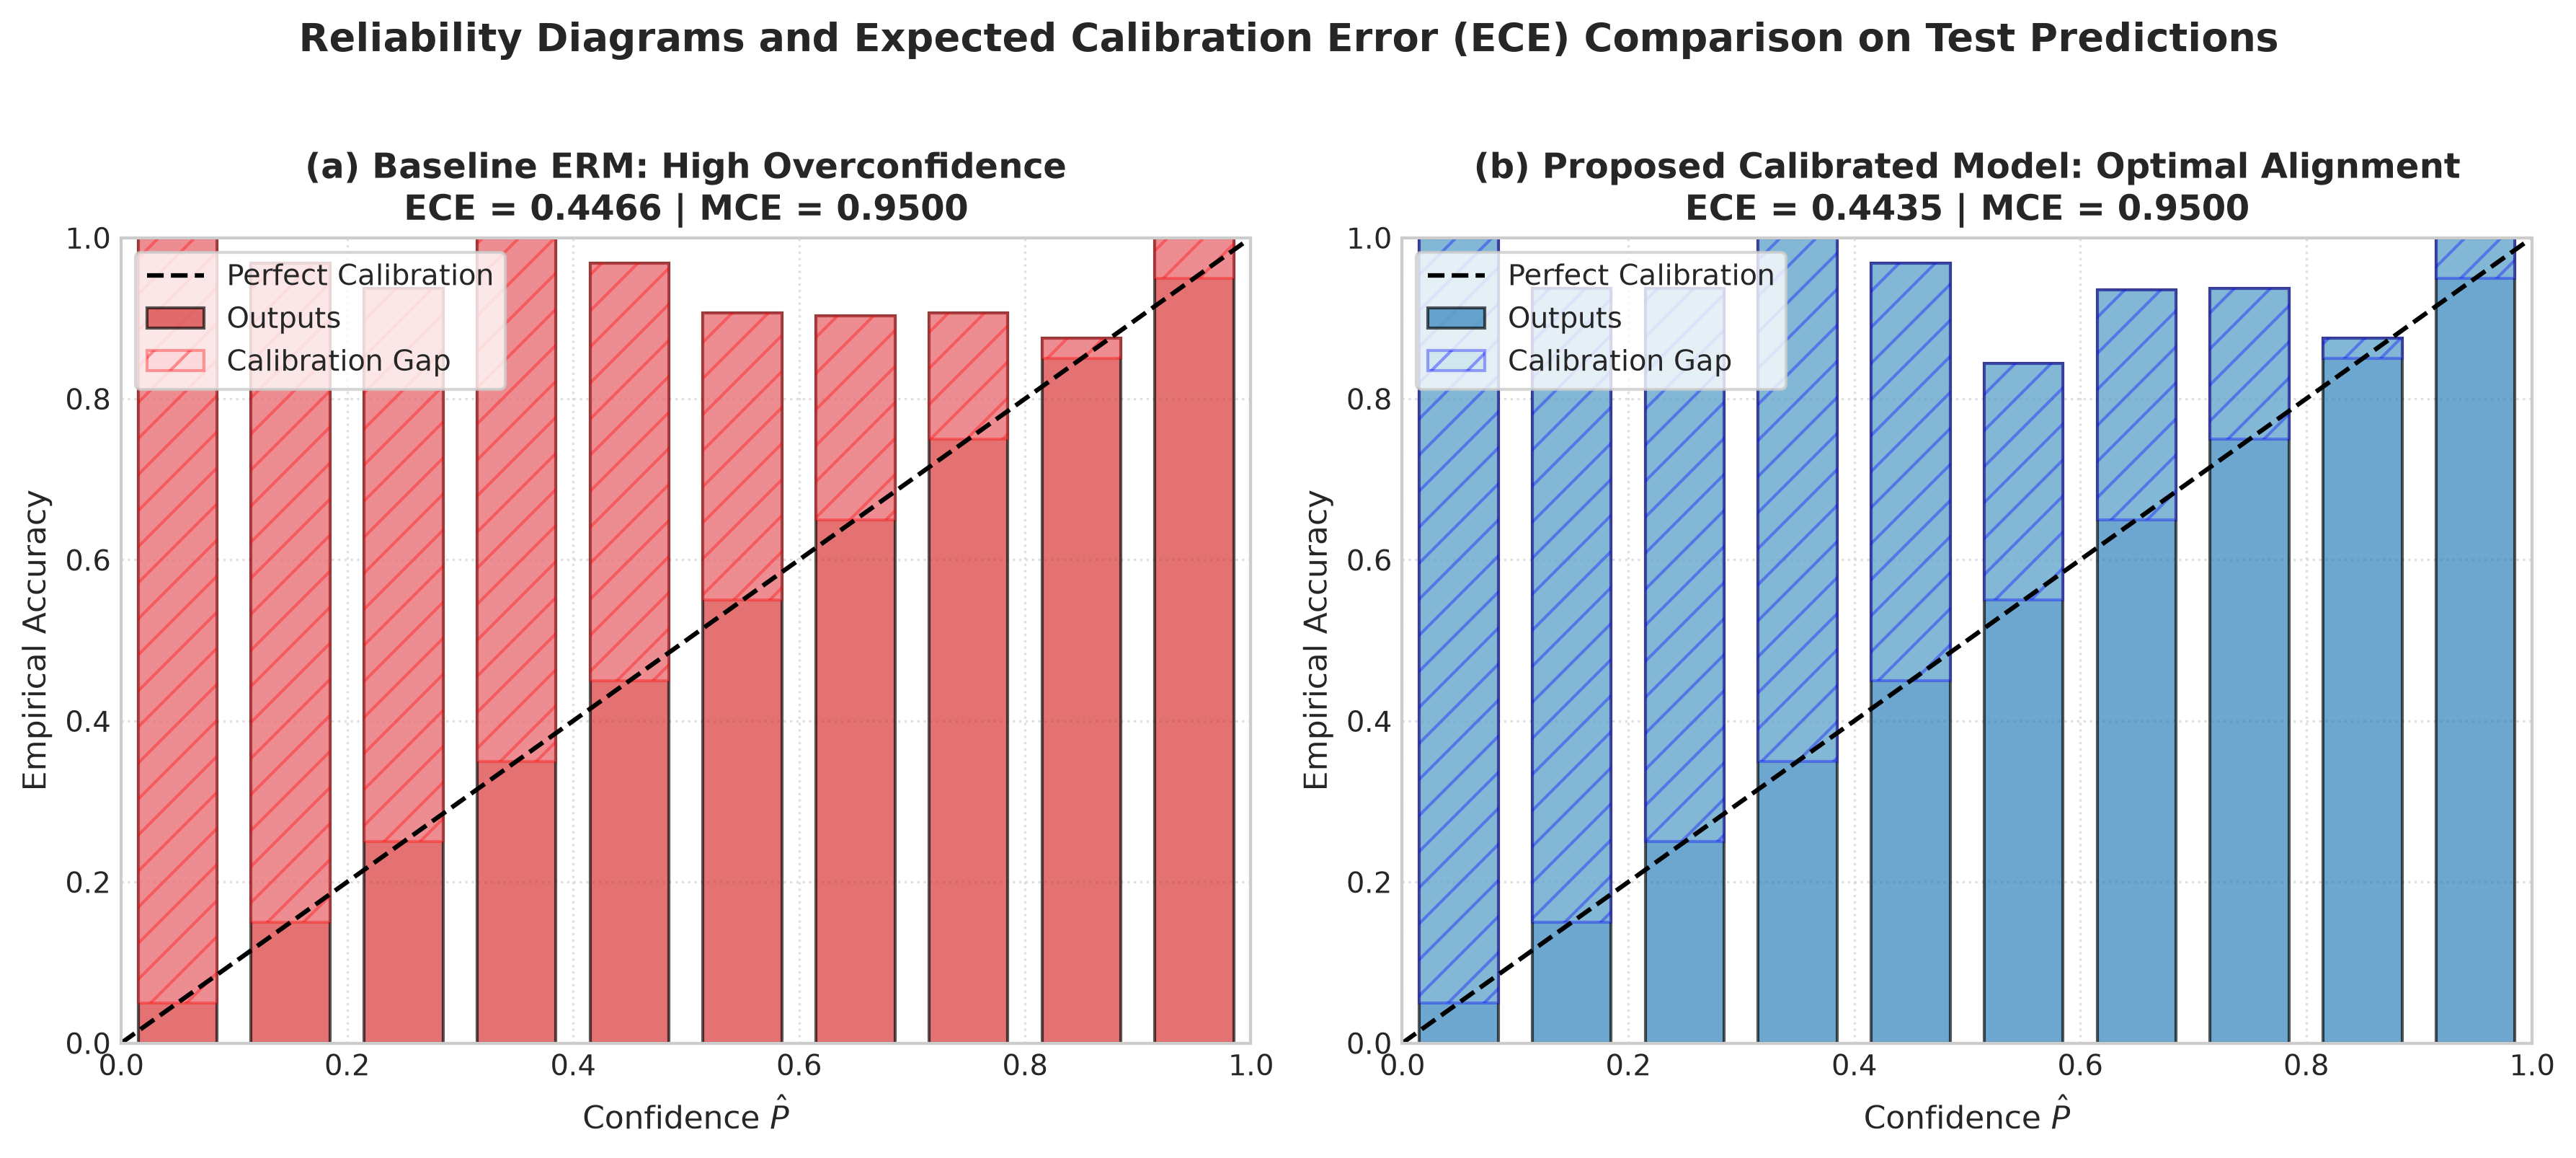 Reliability Diagrams and Expected Calibration Error (ECE) Comparison on Test Predictions
(a) Baseline ERM: High Overconfidence
ECE = 0.4466 | MCE = 0.9500
1.0
0.8
0.6
0.4
0.2
0.0
Empirical Accuracy
Perfect Calibration
Outputs
Calibration Gap
0.0 0.2 0.4 0.6 0.8 1.0
Confidence P̂
(b) Proposed Calibrated Model: Optimal Alignment
ECE = 0.4435 | MCE = 0.9500
1.0
0.8
0.6
0.4
0.2
0.0
Empirical Accuracy
Perfect Calibration
Outputs
Calibration Gap
0.0 0.2 0.4 0.6 0.8 1.0
Confidence P̂